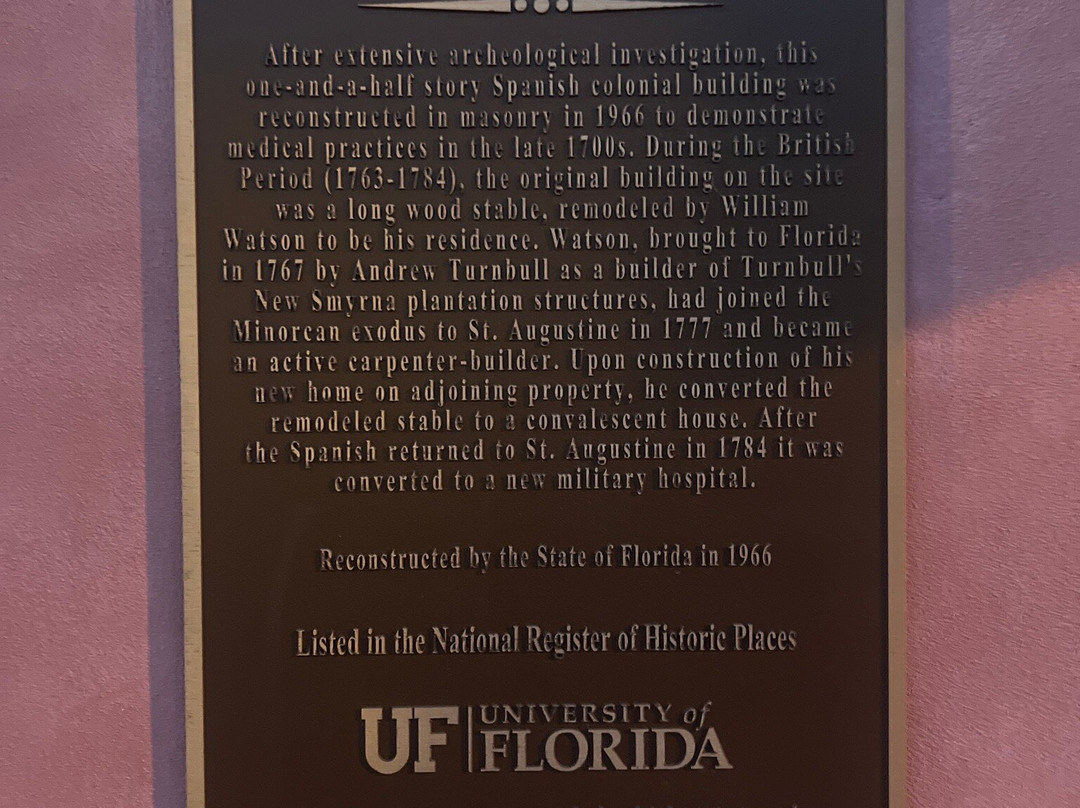 After extensive archeological investigation, this
one-and-a-half story Spanish colonial building was
reconstructed in masonry in 1966 to demonstrate
medical practices in the late 1700s. During the British
Period (1763-1784), the original building on the site
was a long wood stable, remodeled by William
Watson to be his residence. Watson, brought to Florida
in 1767 by Andrew Turnbull as a builder of Turnbull's
New Smyrna plantation structures, had joined the
Minorcan exodus to St. Augustine in 1777 and became
an active carpenter-builder. Upon construction of his
new home on adjoining property, he converted the
remodeled stable to a convalescent house. After
the Spanish returned to St. Augustine in 1784 it was
converted to a new military hospital.
Reconstructed by the State of Florida in 1966
Listed in the National Register of Historic Places
UF UNIVERSITY of
FLORIDA